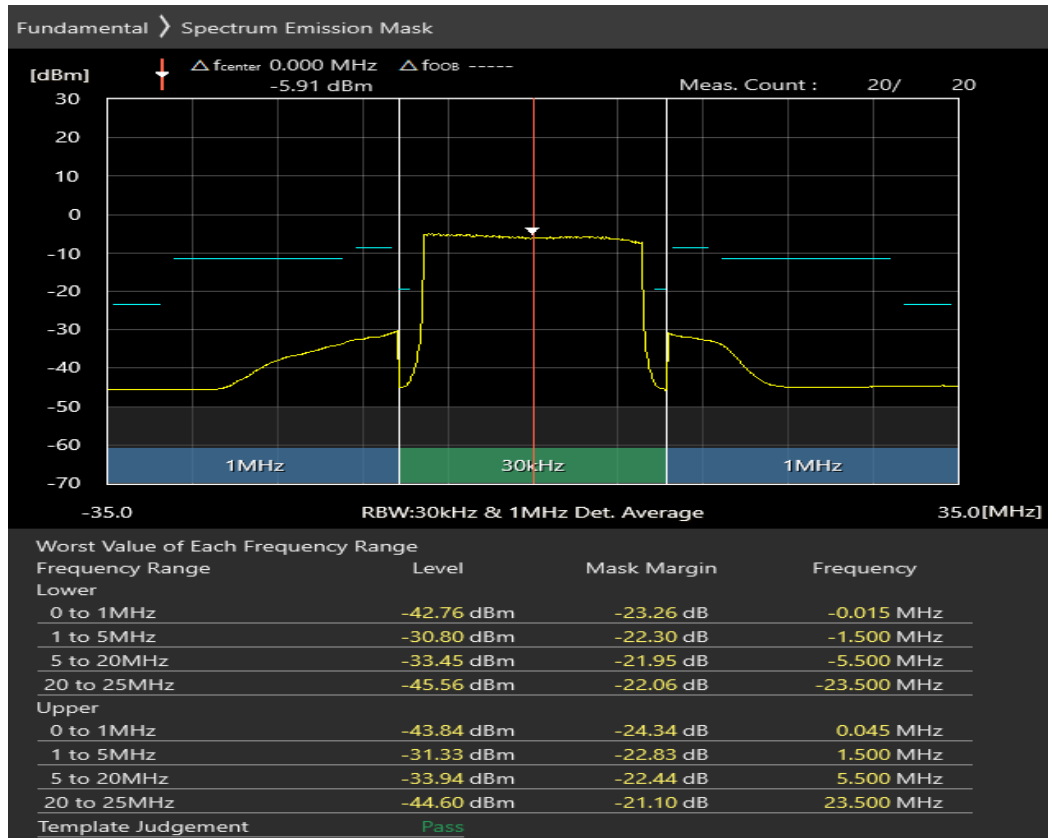 Fundamental ❯ Spectrum Emission Mask
[dBm] △ fcenter 0.000 MHz △ fOOB -----
-5.91 dBm Meas. Count : 20/ 20
30
20
10
0
-10
-20
-30
-40
-50
-60
1MHz 30kHz 1MHz
-70
-35.0 RBW:30kHz & 1MHz Det. Average 35.0[MHz]
Worst Value of Each Frequency Range
Frequency Range Level Mask Margin Frequency
Lower
0 to 1MHz -42.76 dBm -23.26 dB -0.015 MHz
1 to 5MHz -30.80 dBm -22.30 dB -1.500 MHz
5 to 20MHz -33.45 dBm -21.95 dB -5.500 MHz
20 to 25MHz -45.56 dBm -22.06 dB -23.500 MHz
Upper
0 to 1MHz -43.84 dBm -24.34 dB 0.045 MHz
1 to 5MHz -31.33 dBm -22.83 dB 1.500 MHz
5 to 20MHz -33.94 dBm -22.44 dB 5.500 MHz
20 to 25MHz -44.60 dBm -21.10 dB 23.500 MHz
Template Judgement Pass